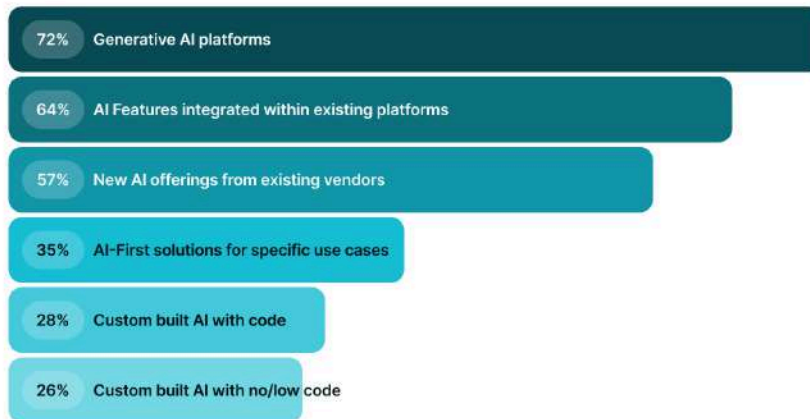 72% Generative AI platforms
64% AI Features integrated within existing platforms
57% New AI offerings from existing vendors
35% AI-First solutions for specific use cases
28% Custom built AI with code
26% Custom built AI with no/low code